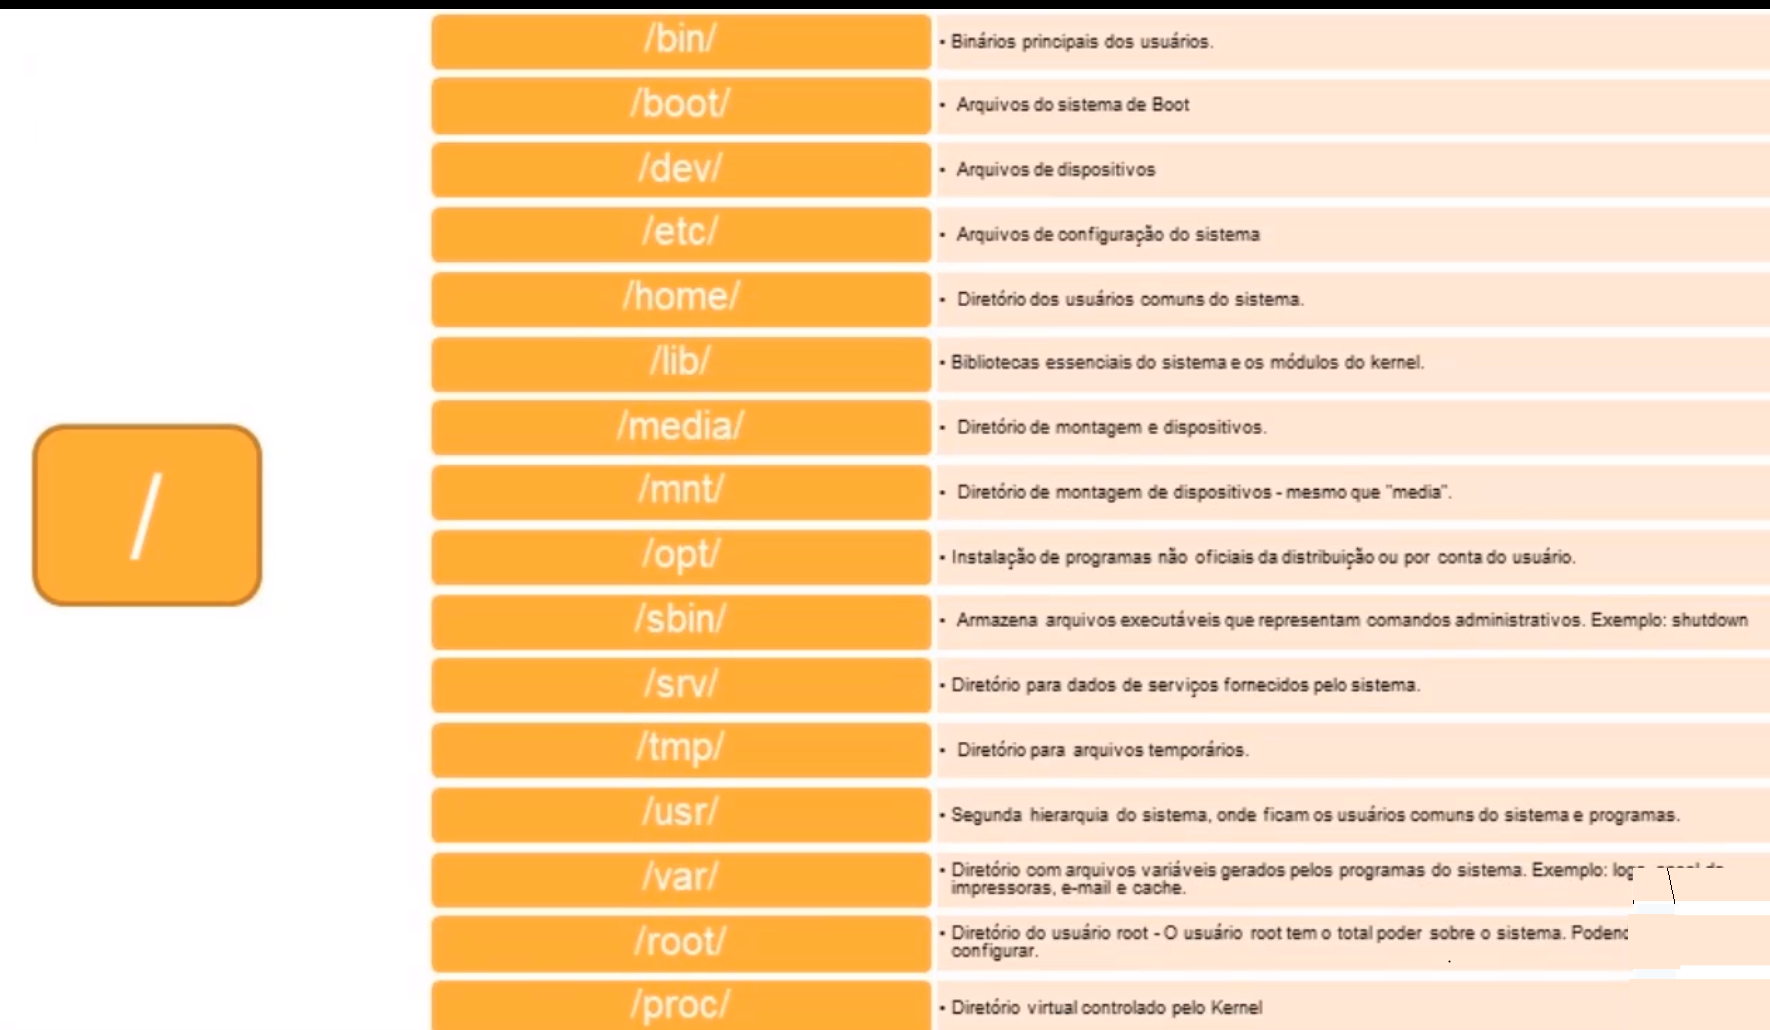 /
/bin/
• Binários principais dos usuários.
/boot/
• Arquivos do sistema de Boot
/dev/
• Arquivos de dispositivos
/etc/
• Arquivos de configuração do sistema
/home/
• Diretório dos usuários comuns do sistema.
/lib/
• Bibliotecas essenciais do sistema e os módulos do kernel.
/media/
• Diretório de montagem e dispositivos.
/mnt/
• Diretório de montagem de dispositivos - mesmo que "media".
/opt/
• Instalação de programas não oficiais da distribuição ou por conta do usuário.
/sbin/
• Armazena arquivos executáveis que representam comandos administrativos. Exemplo: shutdown
/srv/
• Diretório para dados de serviços fornecidos pelo sistema.
/tmp/
• Diretório para arquivos temporários.
/usr/
• Segunda hierarquia do sistema, onde ficam os usuários comuns do sistema e programas.
/var/
• Diretório com arquivos variáveis gerados pelos programas do sistema. Exemplo:
impressoras, e-mail e cache.
/root/
• Diretório do usuário root - O usuário root tem o total poder sobre o sistema.
configurar.
/proc/
• Diretório virtual controlado pelo Kernel